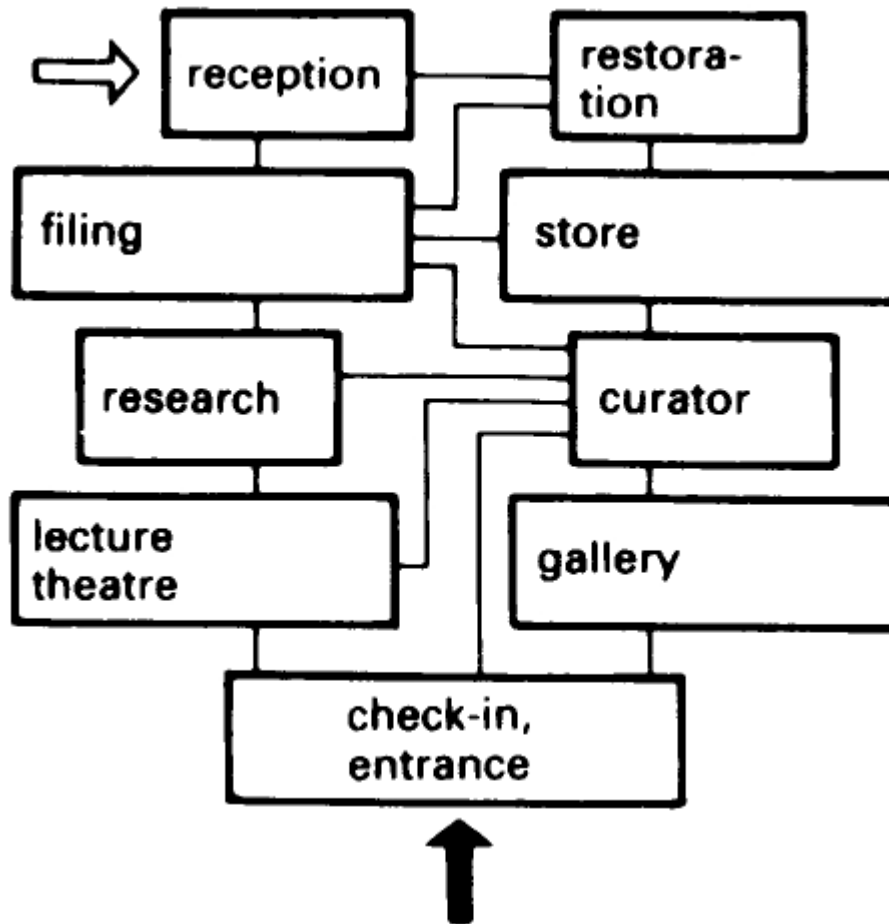 reception
restora-
tion
filing
store
research
curator
lecture
theatre
gallery
check-in,
entrance